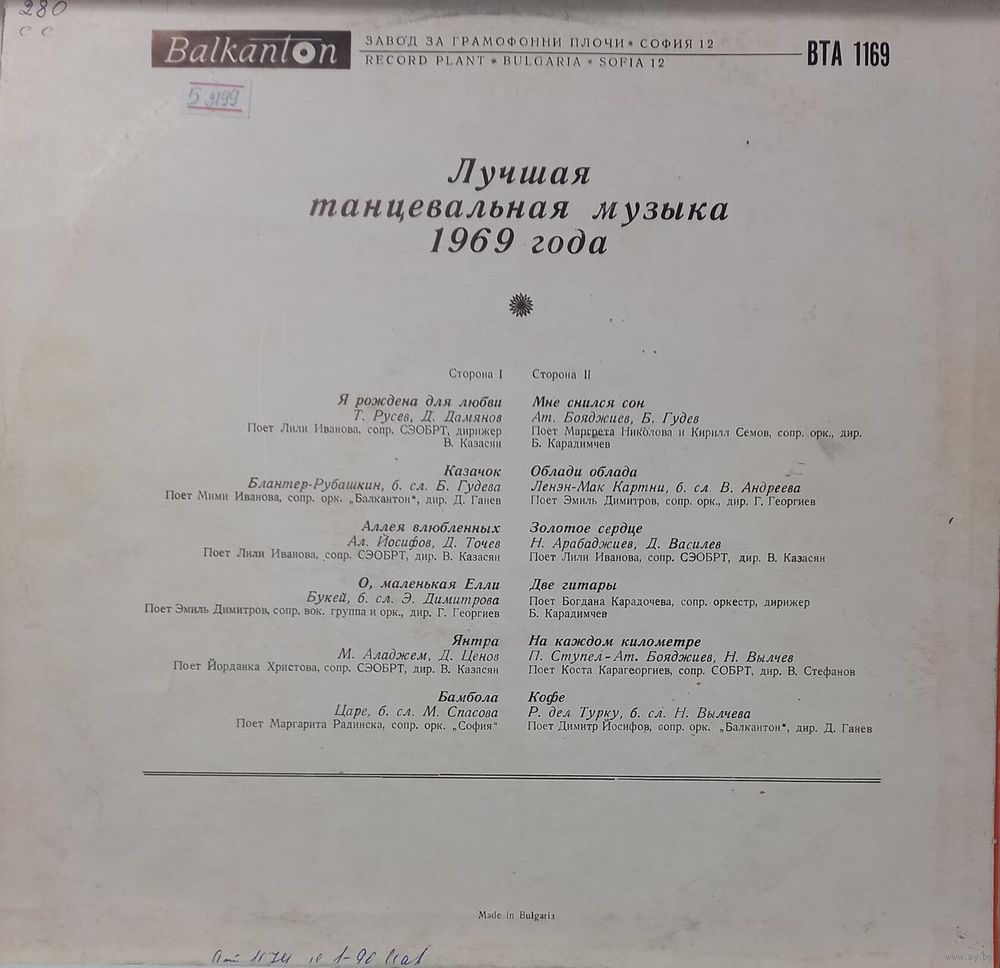 280
с с
Balkanton
ЗАВОД ЗА ГРАМОФОННИ ПЛОЧИ * СОФИЯ 12
RECORD PLANT * BULGARIA * SOFIA 12
ВТА 1169
5 9199
Лучшая
танцевальная музыка
1969 года
Сторона I
Я рождена для любви
Т. Русев, Д. Дамянов
Поет Лили Иванова, сопр. СЭОБРТ, дирижер
В. Казасян
Казачок
Блантер-Рубашкин, б. сл. Б. Гудева
Поет Мими Иванова, сопр. орк. „Балкантон“, дир. Д. Ганев
Аллея влюбленных
Ал. Йосифов, Д. Точев
Поет Лили Иванова, сопр. СЭОБРТ, дир. В. Казасян
О, маленькая Елли
Букей, б. сл. Э. Димитрова
Поет Эмиль Димитров, сопр. вок. группа и орк., дир. Г. Георгиев
Янтра
М. Аладжем, Д. Ценов
Поет Йорданка Христова, сопр. СЭОБРТ, дир. В. Казасян
Бамбола
Царе, б. сл. М. Спасова
Поет Маргарита Радинска, сопр. орк. „София“
Сторона II
Мне снился сон
Ат. Бояджиев, Б. Гудев
Поет Маргрета Николова и Кирилл Семов, сопр. орк., дир.
Б. Карадимчев
Облади облада
Ленэн-Мак Картни, б. сл. В. Андреева
Поет Эмиль Димитров, сопр. орк., дир. Г. Георгиев
Золотое сердце
Н. Арабаджиев, Д. Василев
Поет Лили Иванова, сопр. СЭОБРТ, дир. В. Казасян
Две гитары
Поет Богдана Карадочева, сопр. оркестр, дирижер
Б. Карадимчев
На каждом километре
П. Ступел-Ат. Бояджиев, Н. Вылчев
Поет Коста Карагеоргиев, сопр. СОБРТ, дир. В. Стефанов
Кофе
Р. дел Турку, б. сл. Н. Вылчева
Поет Димитр Йосифов, сопр. орк. „Балкантон“, дир. Д. Ганев
Made in Bulgaria
1-90
www.ay.by